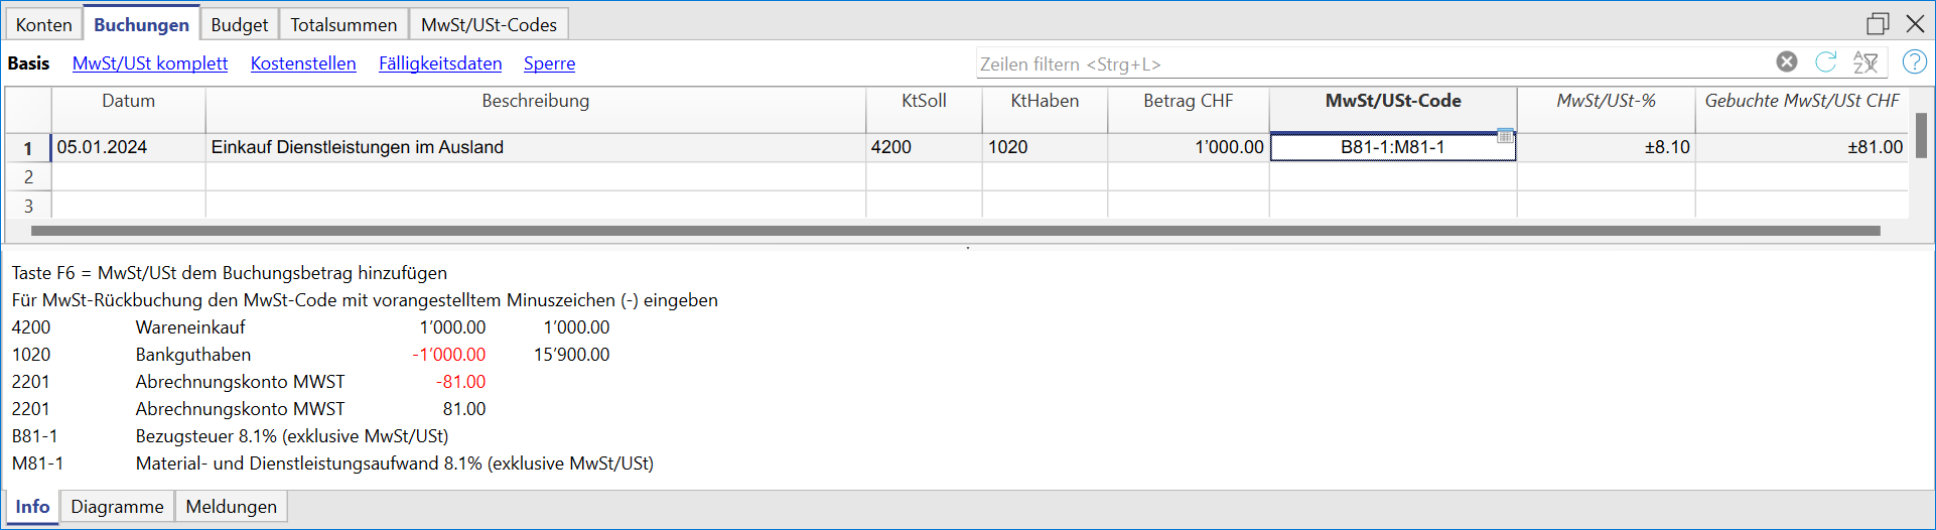 Konten Buchungen Budget Totalsummen MwSt/USt-Codes
Basis MwSt/USt komplett Kostenstellen Fälligkeitsdaten Sperre Zeilen filtern <Strg+L>
Datum Beschreibung KtSoll KtHaben Betrag CHF MwSt/USt-Code MwSt/USt-% Gebuchte MwSt/USt CHF
1 05.01.2024 Einkauf Dienstleistungen im Ausland 4200 1020 1’000.00 B81-1:M81-1 ±8.10 ±81.00
2
3
Taste F6 = MwSt/USt dem Buchungsbetrag hinzufügen
Für MwSt-Rückbuchung den MwSt-Code mit vorangestelltem Minuszeichen (-) eingeben
4200 Wareneinkauf 1’000.00 1’000.00
1020 Bankguthaben -1’000.00 15’900.00
2201 Abrechnungskonto MWST -81.00
2201 Abrechnungskonto MWST 81.00
B81-1 Bezugsteuer 8.1% (exklusive MwSt/USt)
M81-1 Material- und Dienstleistungsaufwand 8.1% (exklusive MwSt/USt)
Info Diagramme Meldungen